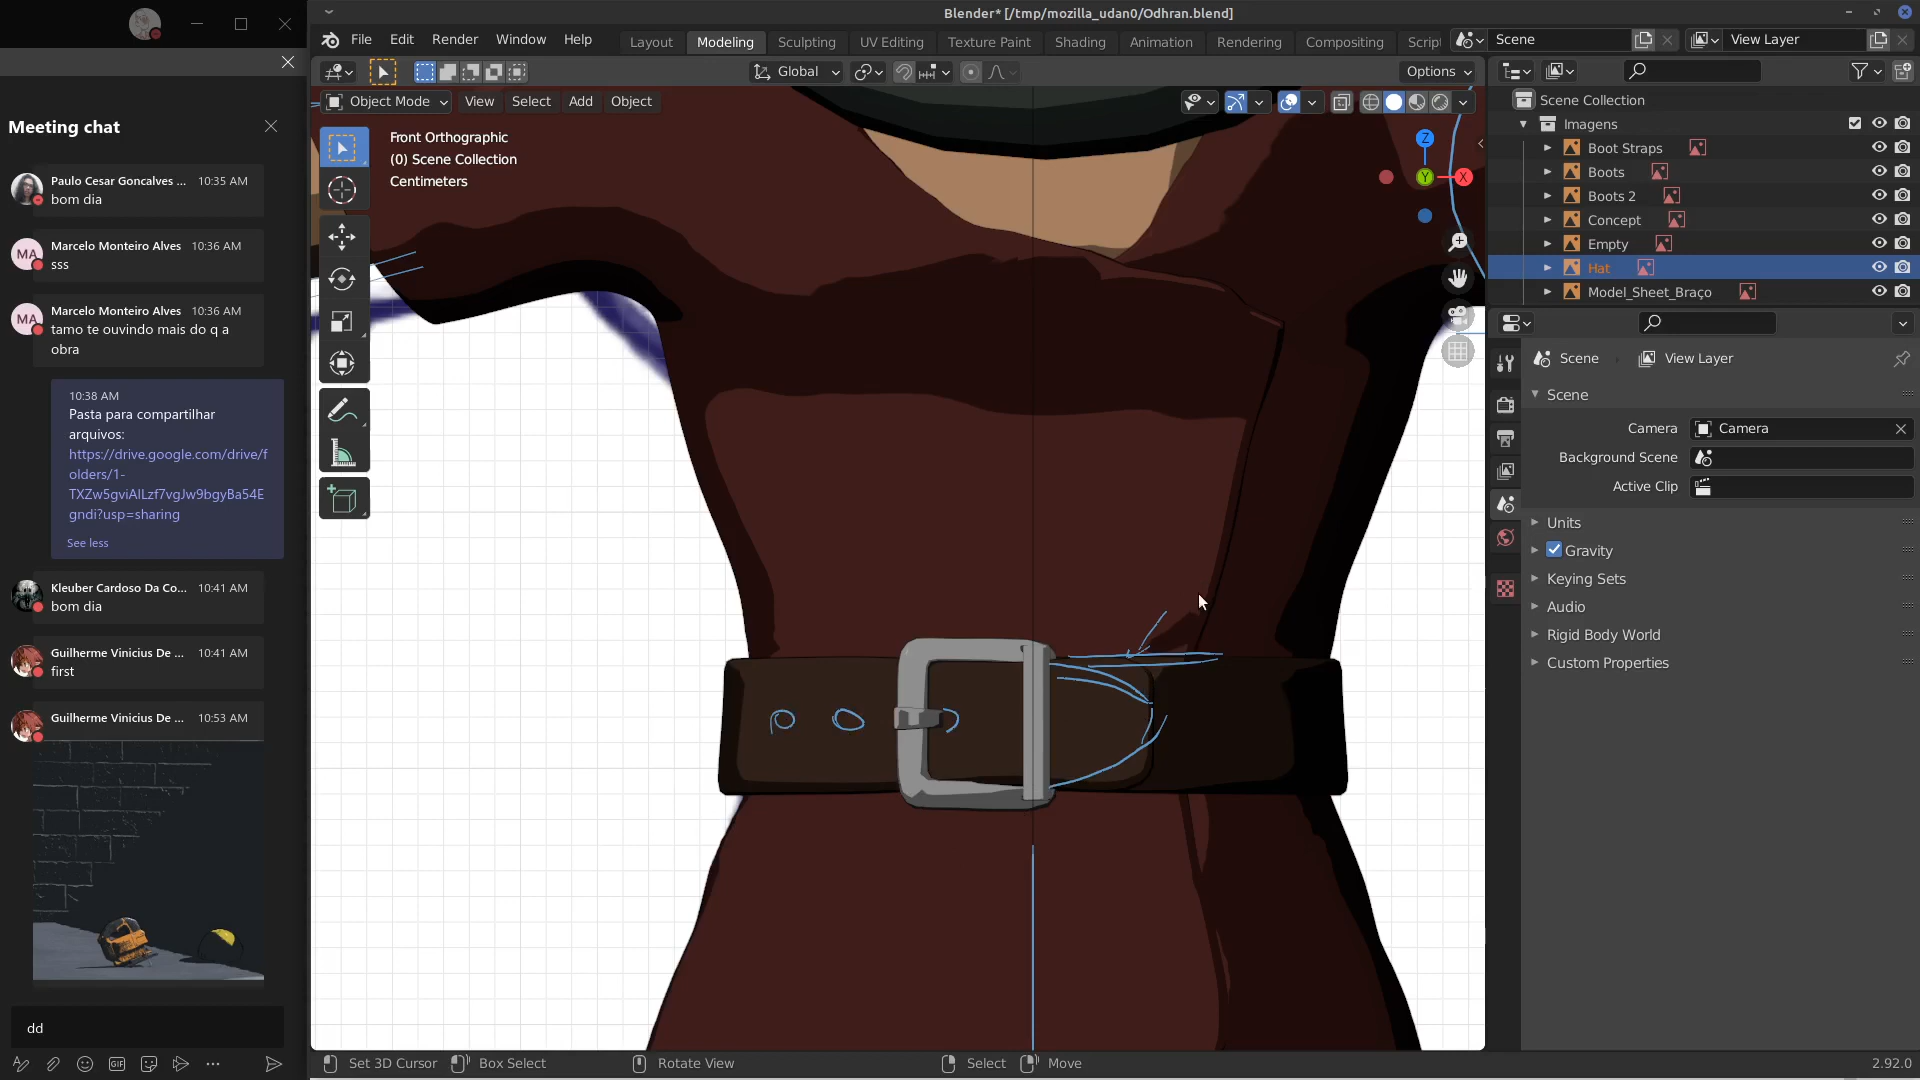 Blender* [/tmp/mozilla_udan0/Odhran.blend]
File Edit Render Window Help
Layout Modeling Sculpting UV Editing Texture Paint Shading Animation Rendering Compositing Script
Scene
View Layer
Global
Options
Object Mode View Select Add Object
Front Orthographic
(0) Scene Collection
Centimeters
Z
Y
X
Meeting chat
Paulo Cesar Goncalves ... 10:35 AM
bom dia
Marcelo Monteiro Alves 10:36 AM
sss
Marcelo Monteiro Alves 10:36 AM
tamo te ouvindo mais do q a
obra
10:38 AM
Pasta para compartilhar
arquivos:
https://drive.google.com/drive/f
olders/1-
TXZw5gviAlLzf7vgJw9bgyBa54E
gndi?usp=sharing
See less
Kleuber Cardoso Da Co... 10:41 AM
bom dia
Guilherme Vinicius De ... 10:41 AM
first
Guilherme Vinicius De ... 10:53 AM
dd
GIF
MA
MA
Scene Collection
Imagens
Boot Straps
Boots
Boots 2
Concept
Empty
Hat
Model_Sheet_Braço
Scene View Layer
Scene
Camera Camera
Background Scene
Active Clip
Units
Gravity
Keying Sets
Audio
Rigid Body World
Custom Properties
Set 3D Cursor Box Select Rotate View Select Move
2.92.0